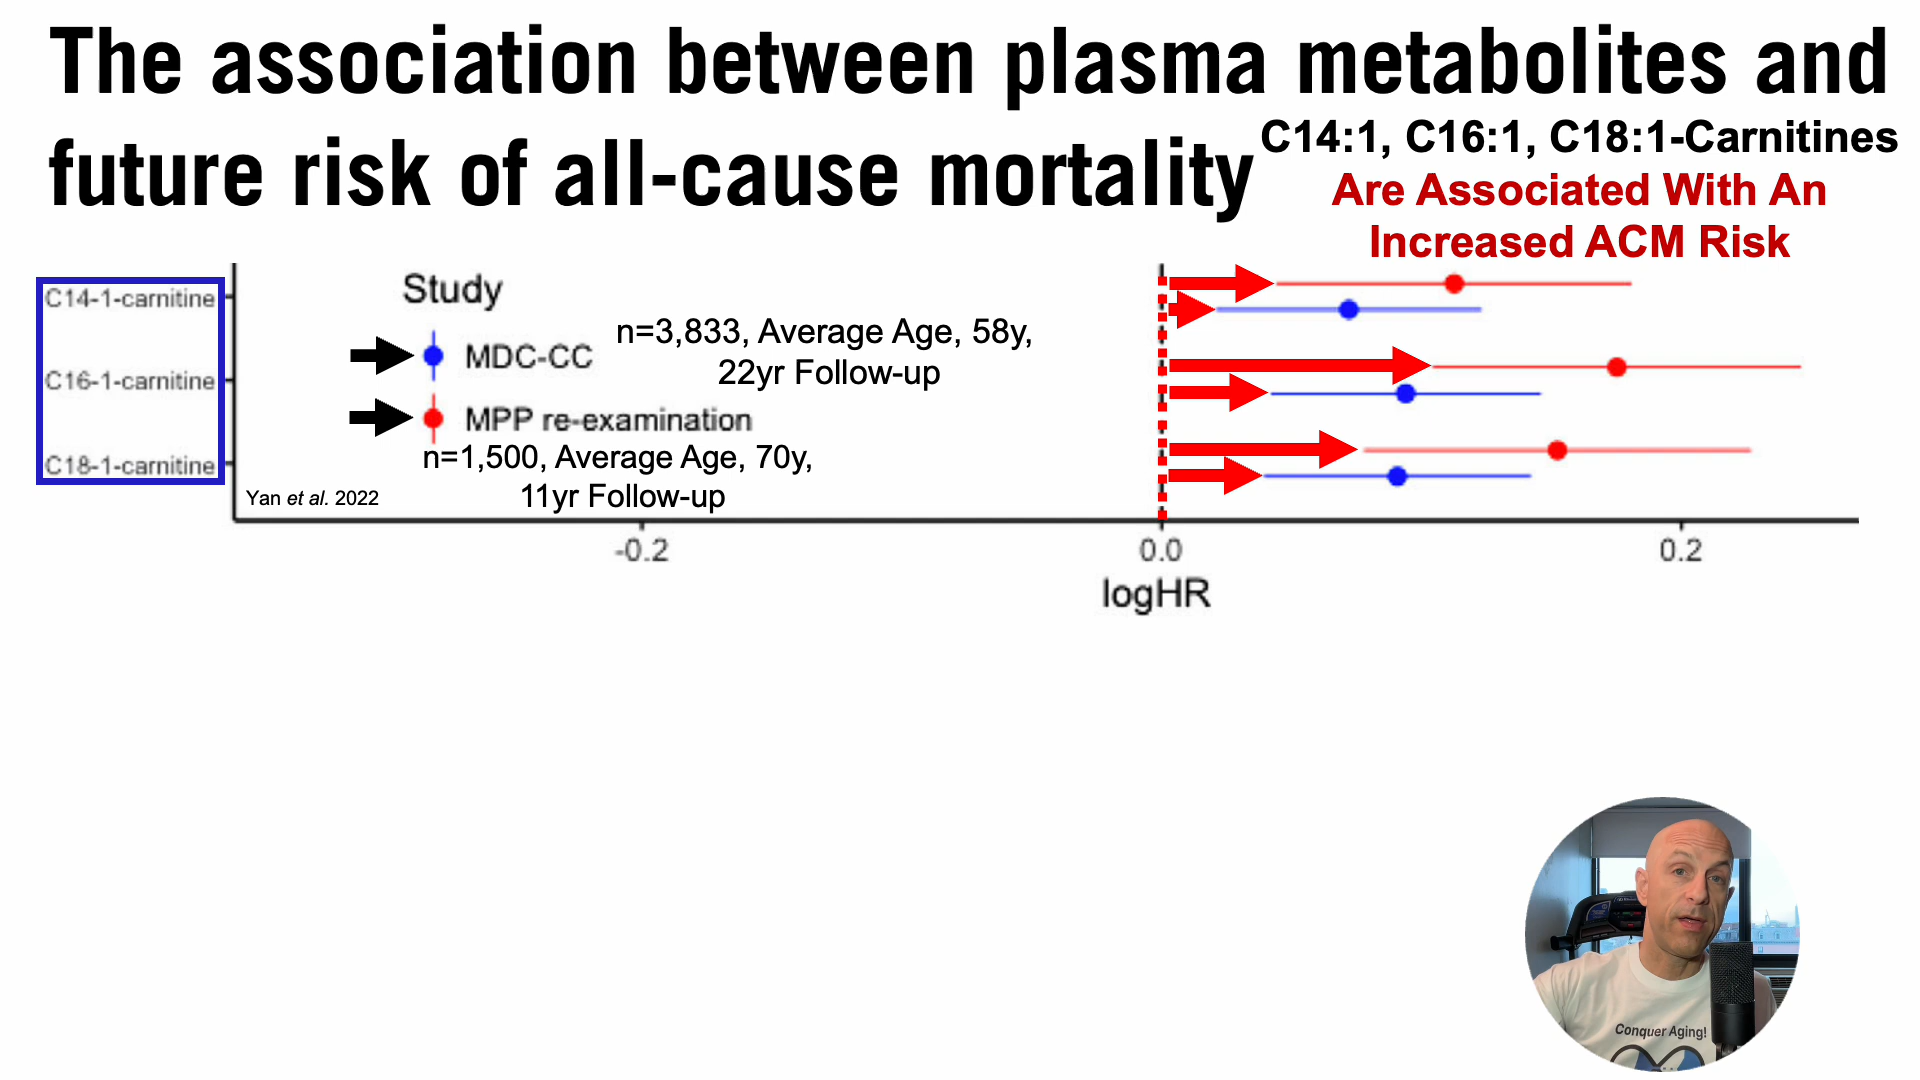 The association between plasma metabolites and
future risk of all-cause mortality
C14:1, C16:1, C18:1-Carnitines
Are Associated With An
Increased ACM Risk
C14-1-carnitine
C16-1-carnitine
C18-1-carnitine
Study
MDC-CC
n=3,833, Average Age, 58y,
22yr Follow-up
MPP re-examination
n=1,500, Average Age, 70y,
11yr Follow-up
Yan et al. 2022
-0.2
0.0
0.2
logHR
Conquer Aging!